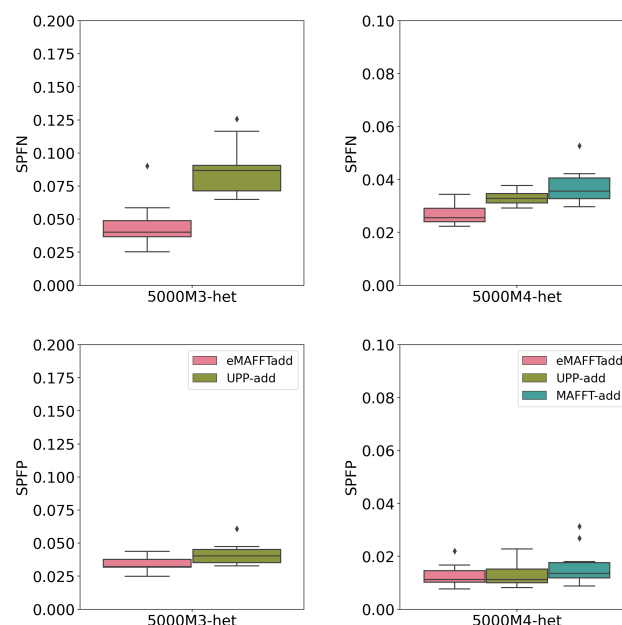 0.200
0.175
0.150
0.125
0.100
0.075
0.050
0.025
0.000
SPFN
5000M3-het
0.10
0.08
0.06
0.04
0.02
0.00
SPFN
5000M4-het
0.200
0.175
0.150
0.125
0.100
0.075
0.050
0.025
0.000
SPFP
eMAFFTadd
UPP-add
5000M3-het
0.10
0.08
0.06
0.04
0.02
0.00
SPFP
eMAFFTadd
UPP-add
MAFFT-add
5000M4-het